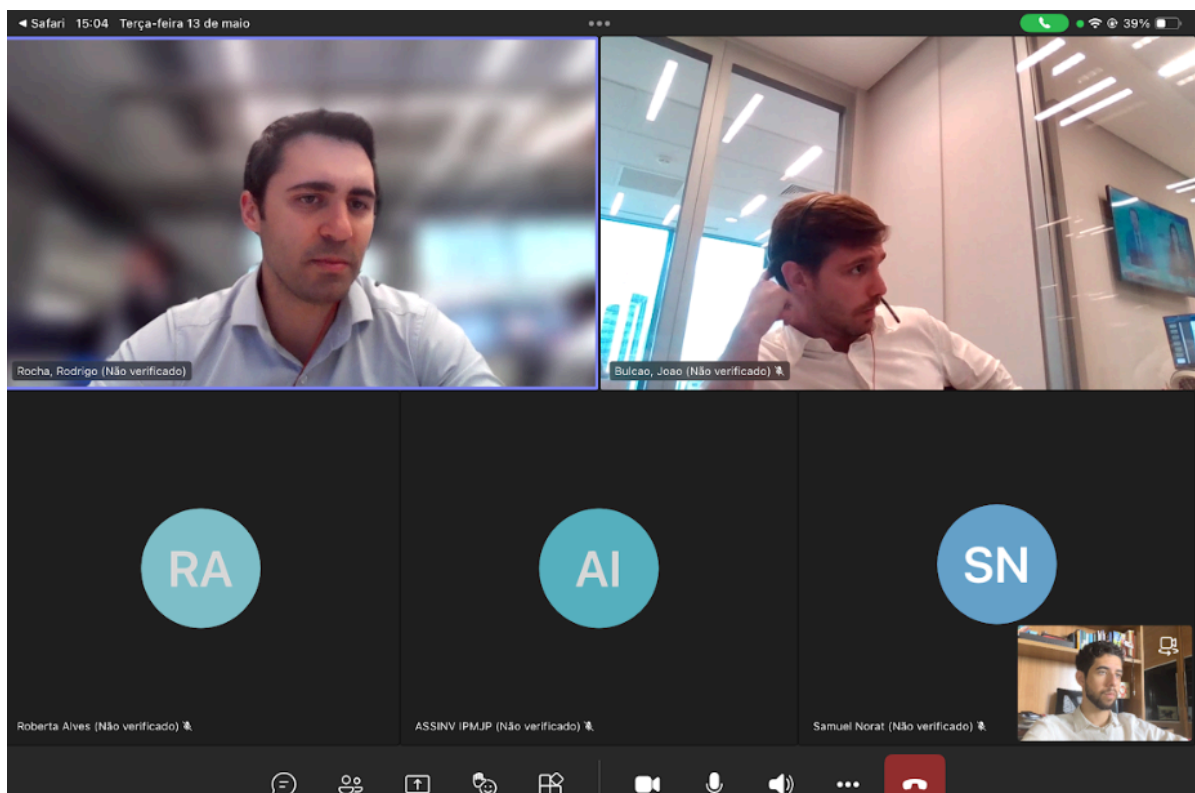 ◀ Safari 15:04 Terça-feira 13 de maio
39%
Rocha, Rodrigo (Não verificado)
Bulcao, Joao (Não verificado)
RA
AI
SN
Roberta Alves (Não verificado)
ASSINV IPMJP (Não verificado)
Samuel Norat (Não verificado)